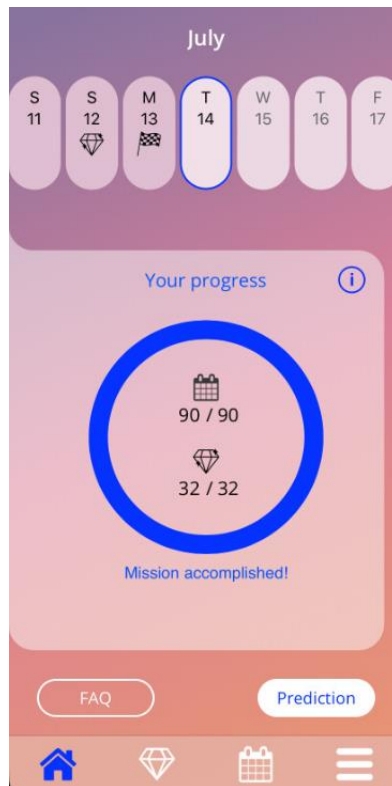 July
S S M T W T F
11 12 13 14 15 16 17
Your progress
i
90 / 90
32 / 32
Mission accomplished!
FAQ Prediction